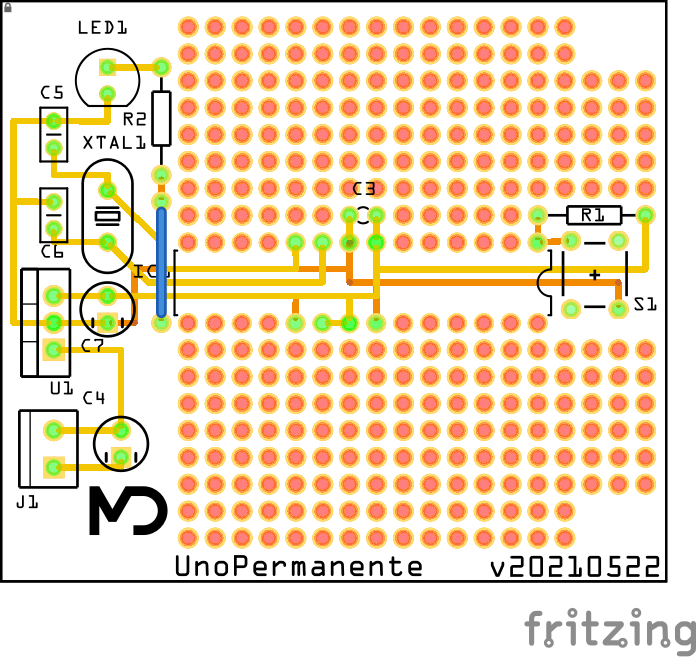 LED1
C5
R2
XTAL1
C3
R1
C6
IC1
S1
C7
U1
C4
J1
UnoPermanente v20210522
fritzing